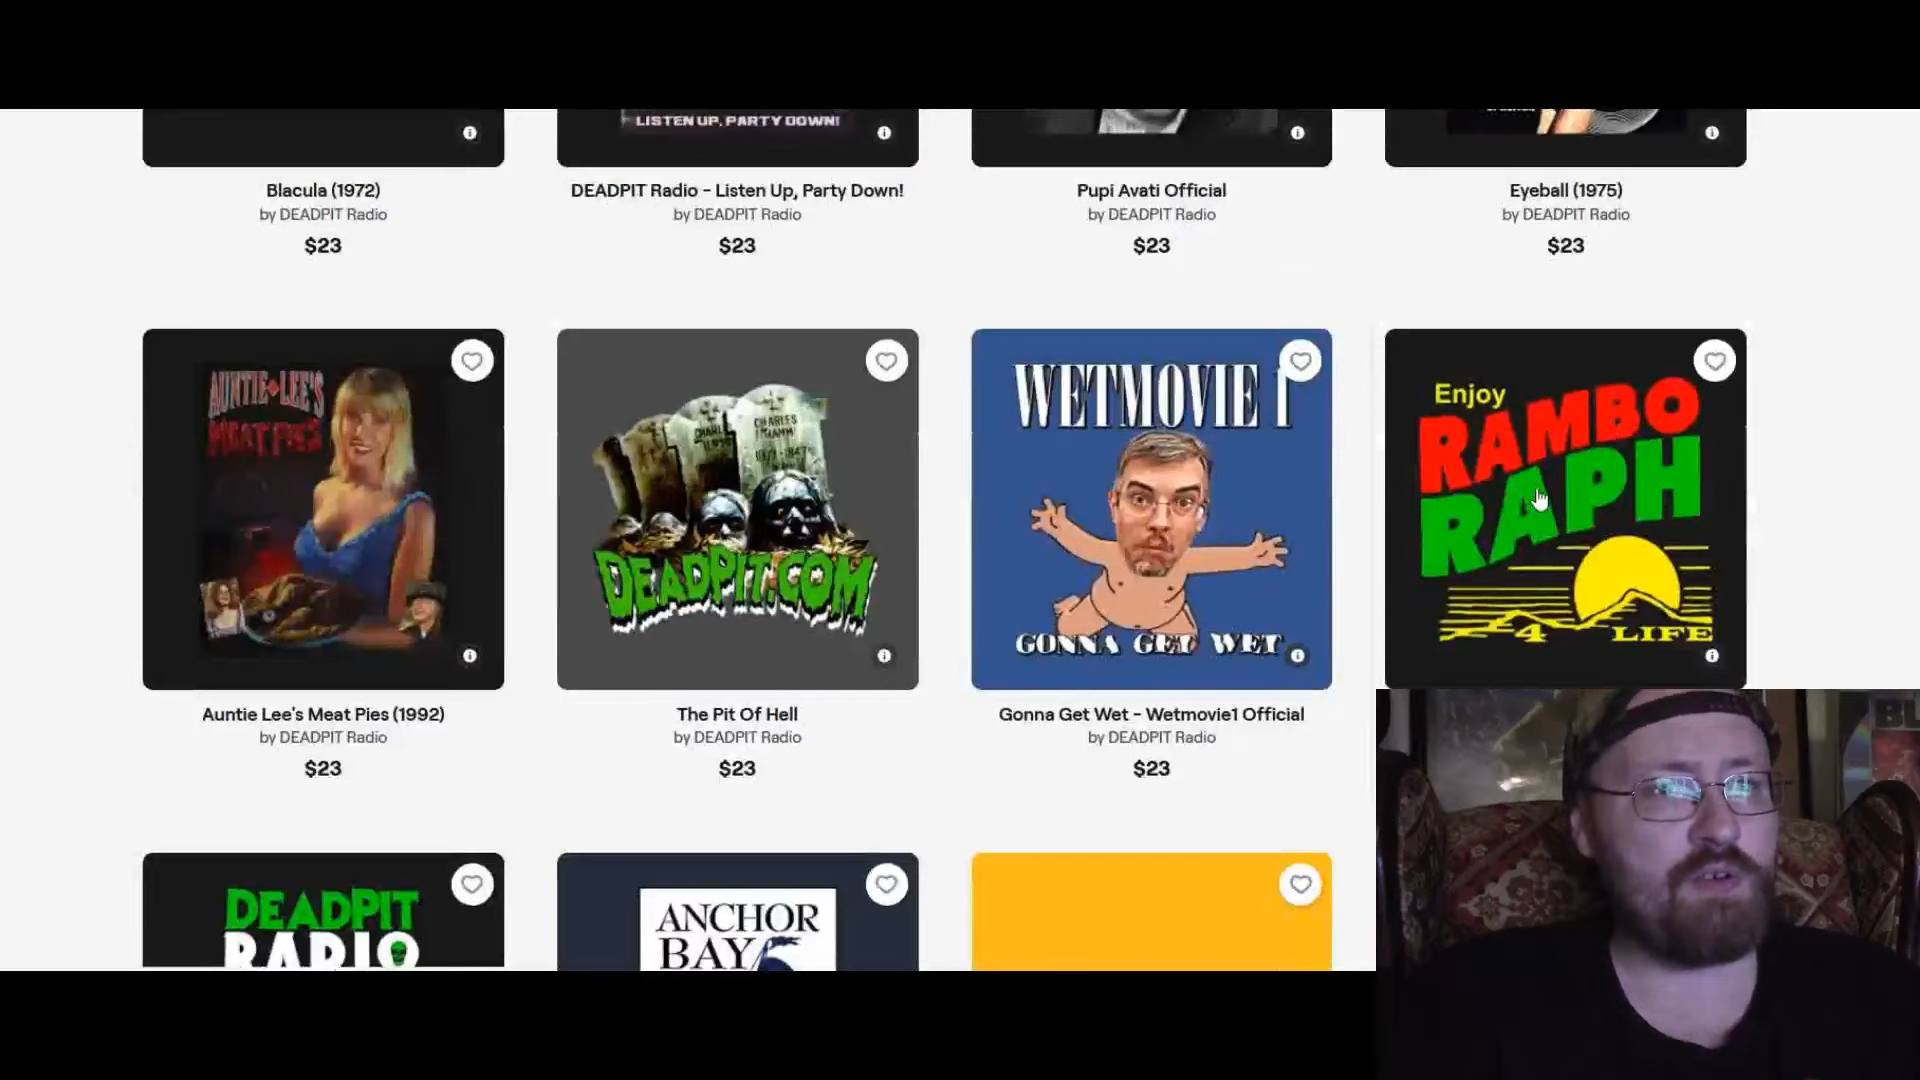 LISTEN UP, PARTY DOWN!
Blacula (1972)
by DEADPIT Radio
$23
DEADPIT Radio - Listen Up, Party Down!
by DEADPIT Radio
$23
Pupi Avati Official
by DEADPIT Radio
$23
Eyeball (1975)
by DEADPIT Radio
$23
AUNTIE LEE'S
MEAT PIES
CHARLES
DEADPIT.COM
WETMOVIE 1
GONNA GET WET
Enjoy
RAMBO
RAPH
4 LIFE
Auntie Lee's Meat Pies (1992)
by DEADPIT Radio
$23
The Pit Of Hell
by DEADPIT Radio
$23
Gonna Get Wet - Wetmovie1 Official
by DEADPIT Radio
$23
DEADPIT
RADIO
ANCHOR
BAY